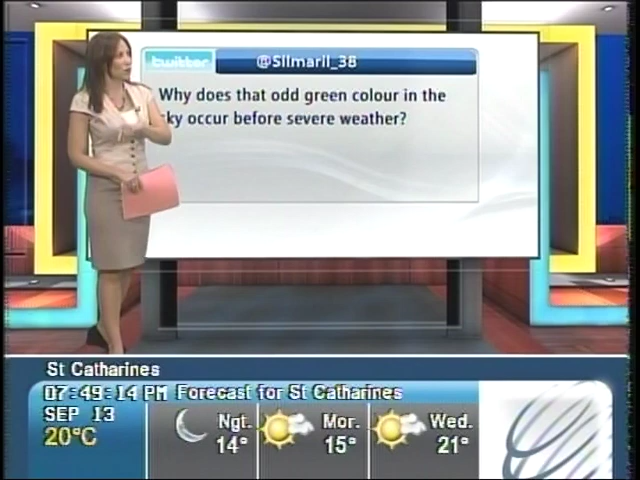 twitter @Silmaril_38
Why does that odd green colour in the
ky occur before severe weather?
St Catharines
07:49:14 PM Forecast for St Catharines
SEP 13
20°C
Ngt. Mor. Wed.
14° 15° 21°